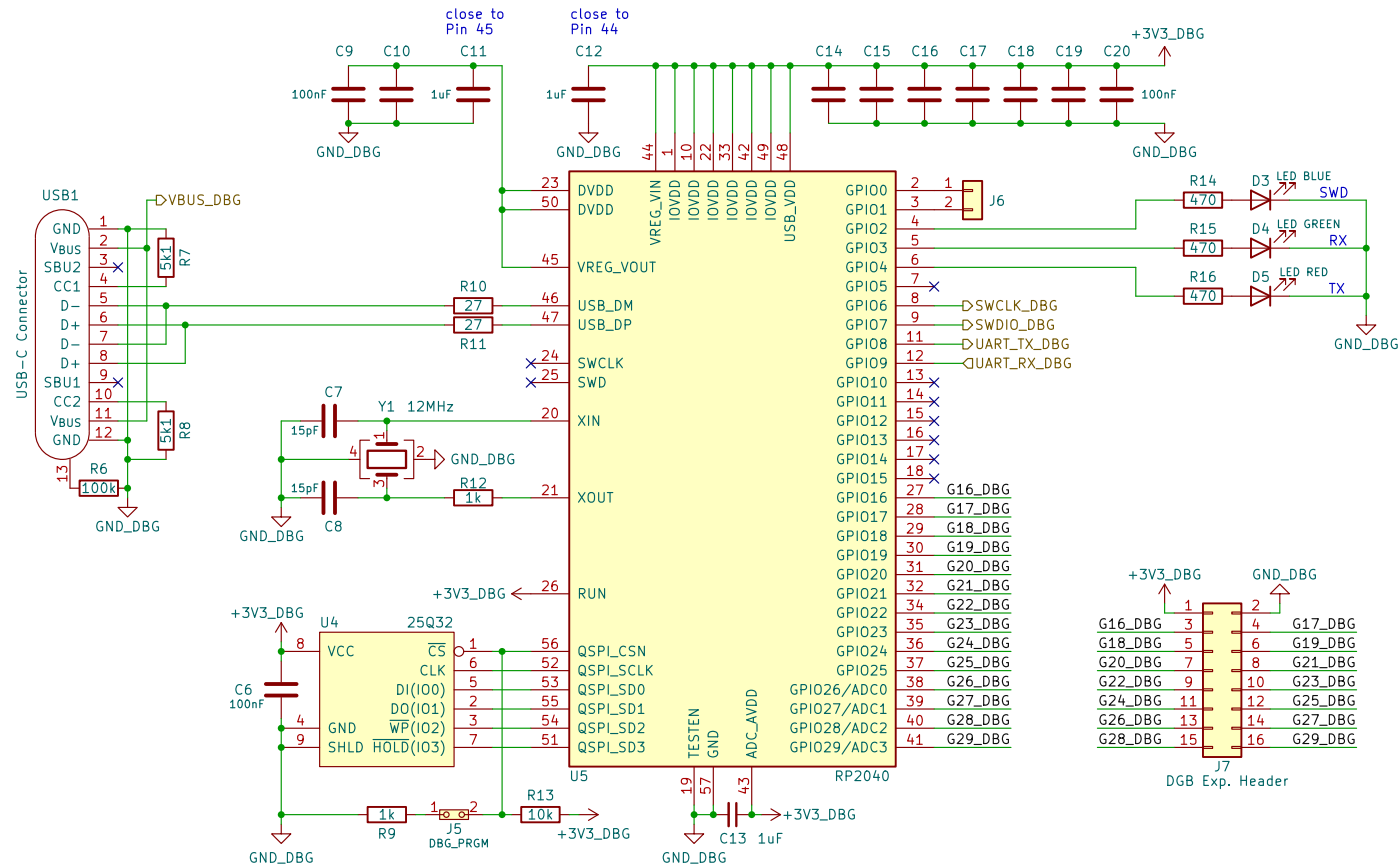 close to
Pin 45
close to
Pin 44
C9
C10
C11
C12
C14
C15
C16
C17
C18
C19
C20
+3V3_DBG
100nF
1uF
1uF
100nF
GND_DBG
GND_DBG
GND_DBG
44
1
10
22
33
42
49
48
VREG_VIN
IOVDD
IOVDD
IOVDD
IOVDD
IOVDD
IOVDD
USB_VDD
USB1
VBUS_DBG
USB-C Connector
GND 1
VBUS 2
SBU2 3
CC1 4
D- 5
D+ 6
D- 7
D+ 8
SBU1 9
CC2 10
VBUS 11
GND 12
13
5k1
R7
5k1
R8
R6
100k
GND_DBG
R10
27
27
R11
23 DVDD
50 DVDD
45 VREG_VOUT
46 USB_DM
47 USB_DP
24 SWCLK
25 SWD
20 XIN
21 XOUT
26 RUN
56 QSPI_CSN
52 QSPI_SCLK
53 QSPI_SD0
55 QSPI_SD1
54 QSPI_SD2
51 QSPI_SD3
C7
15pF
Y1 12MHz
1
4
2
3
GND_DBG
15pF
C8
GND_DBG
R12
1k
+3V3_DBG
+3V3_DBG
U4
25Q32
8 VCC
CS 1
CLK 6
DI(IO0) 5
DO(IO1) 2
4 GND
WP(IO2) 3
9 SHLD
HOLD(IO3) 7
C6
100nF
GND_DBG
1k
R9
1
2
J5
DBG_PRGM
R13
10k
+3V3_DBG
U5
RP2040
TESTEN
GND
ADC_AVDD
19
57
43
C13 1uF
+3V3_DBG
GND_DBG
GPIO0 2
GPIO1 3
GPIO2 4
GPIO3 5
GPIO4 6
GPIO5 7
GPIO6 8
GPIO7 9
GPIO8 11
GPIO9 12
GPIO10 13
GPIO11 14
GPIO12 15
GPIO13 16
GPIO14 17
GPIO15 18
GPIO16 27 G16_DBG
GPIO17 28 G17_DBG
GPIO18 29 G18_DBG
GPIO19 30 G19_DBG
GPIO20 31 G20_DBG
GPIO21 32 G21_DBG
GPIO22 34 G22_DBG
GPIO23 35 G23_DBG
GPIO24 36 G24_DBG
GPIO25 37 G25_DBG
GPIO26/ADC0 38 G26_DBG
GPIO27/ADC1 39 G27_DBG
GPIO28/ADC2 40 G28_DBG
GPIO29/ADC3 41 G29_DBG
1
2
J6
SWCLK_DBG
SWDIO_DBG
UART_TX_DBG
UART_RX_DBG
R14
470
D3
LED BLUE
SWD
R15
470
D4
LED GREEN
RX
R16
470
D5
LED RED
TX
GND_DBG
+3V3_DBG
GND_DBG
1 2
G16_DBG 3 4 G17_DBG
G18_DBG 5 6 G19_DBG
G20_DBG 7 8 G21_DBG
G22_DBG 9 10 G23_DBG
G24_DBG 11 12 G25_DBG
G26_DBG 13 14 G27_DBG
G28_DBG 15 16 G29_DBG
J7
DGB Exp. Header